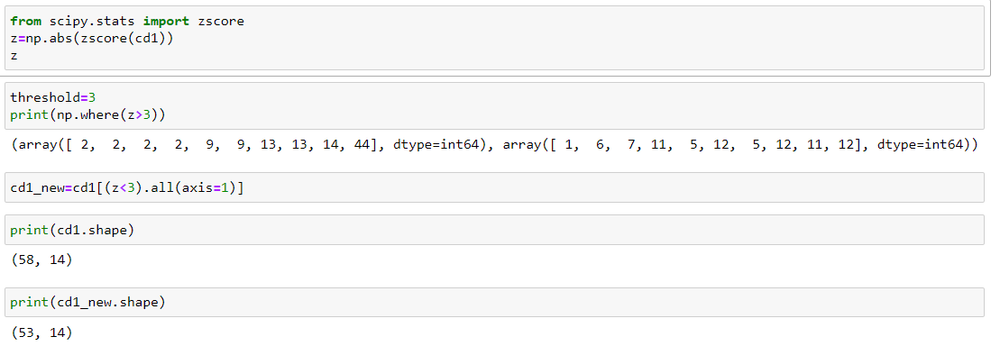 from scipy.stats import zscore
z=np.abs(zscore(cd1))
z
threshold=3
print(np.where(z>3))
(array([ 2,  2,  2,  2,  9,  9, 13, 13, 14, 44], dtype=int64), array([ 1,  6,  7, 11,  5, 12,  5, 12, 11, 12], dtype=int64))
cd1_new=cd1[(z<3).all(axis=1)]
print(cd1.shape)
(58, 14)
print(cd1_new.shape)
(53, 14)